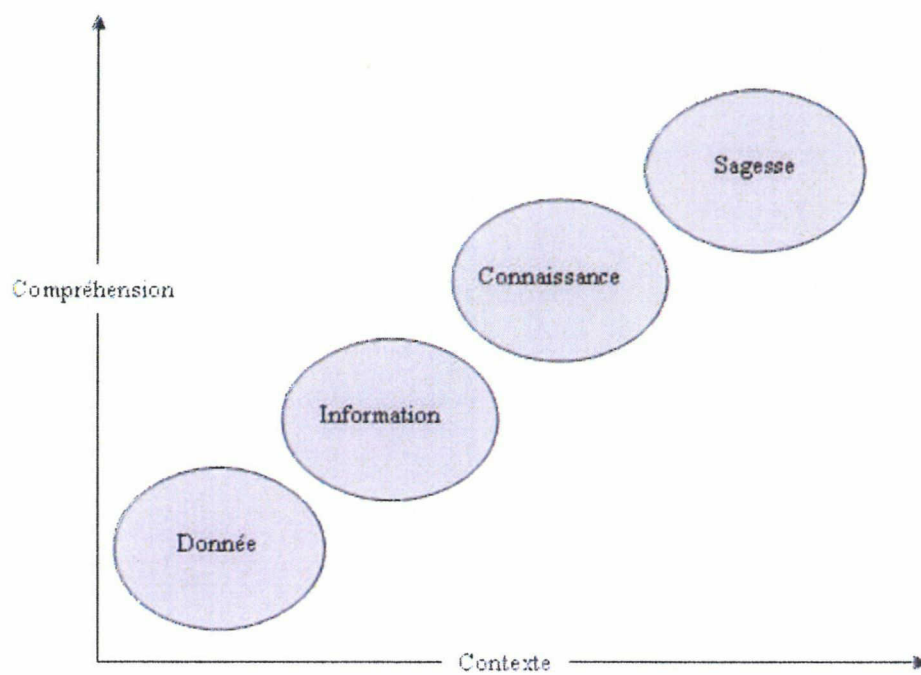 Sagesse
Connaissance
Compréhension
Information
Donnée
Contexte